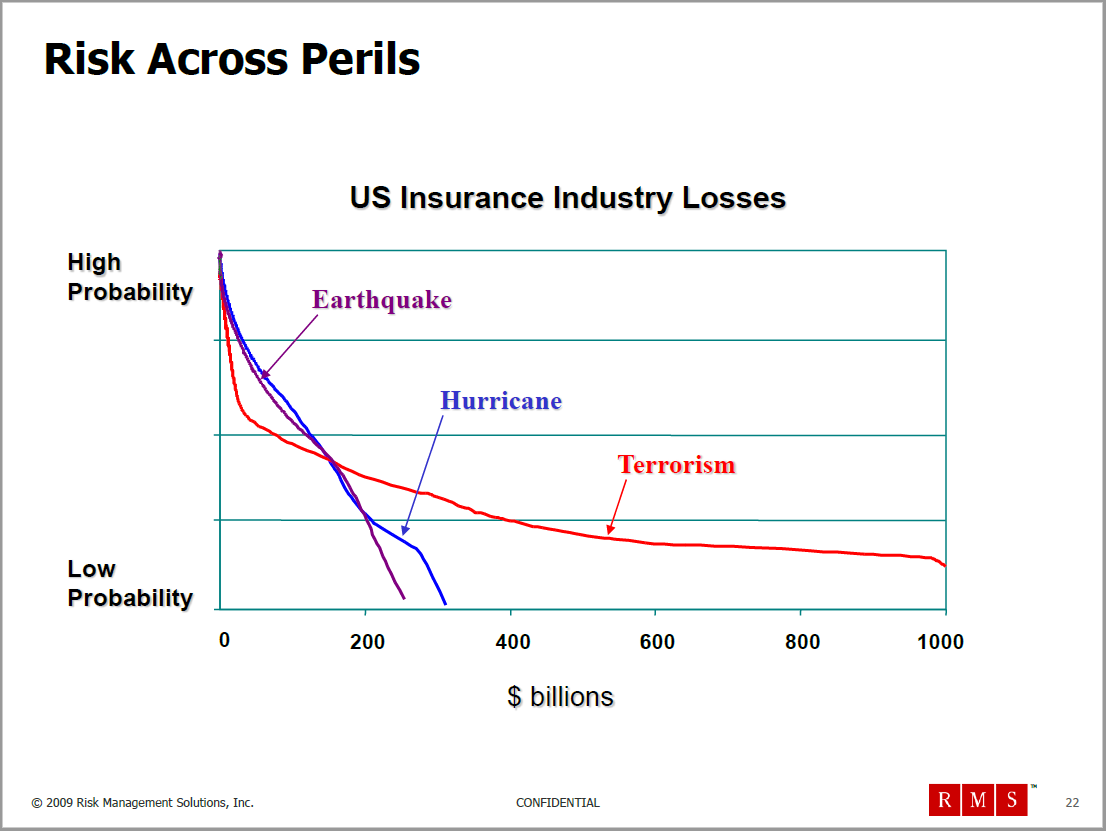 Risk Across Perils
US Insurance Industry Losses
High
Probability
Earthquake
Hurricane
Terrorism
Low
Probability
0 200 400 600 800 1000
$ billions
© 2009 Risk Management Solutions, Inc. CONFIDENTIAL R M S ™ 22